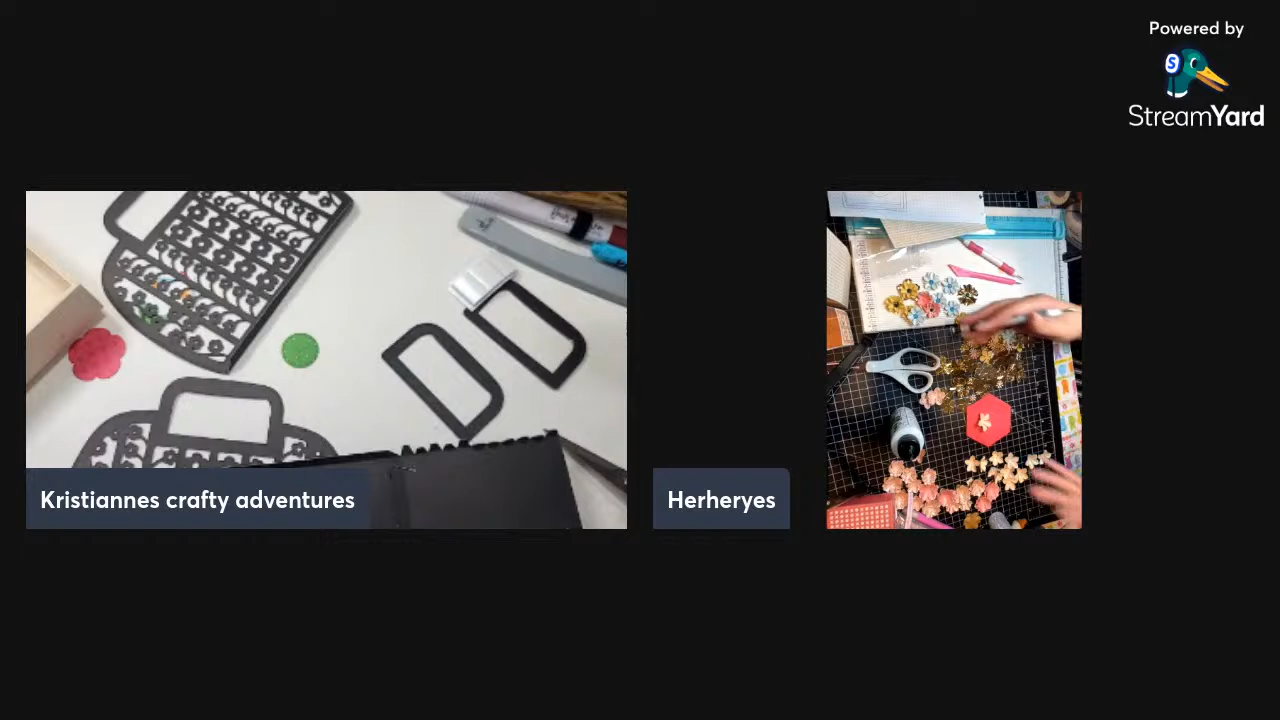 Powered by
S
StreamYard
Kristiannes crafty adventures
Herheryes